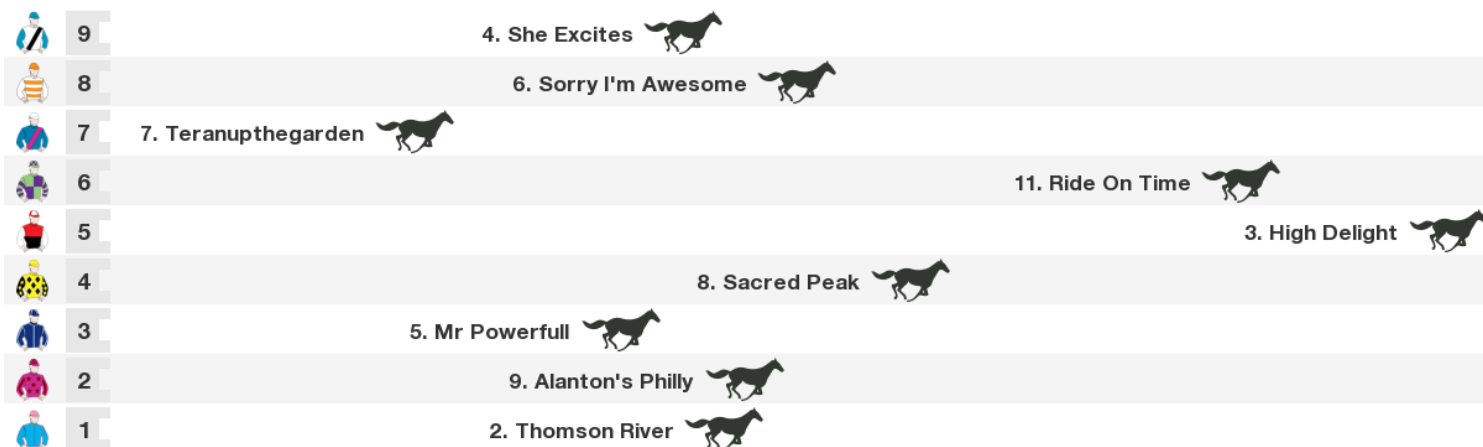 9 4. She Excites
8 6. Sorry I'm Awesome
7 7. Teranupthegarden
6 11. Ride On Time
5 3. High Delight
4 8. Sacred Peak
3 5. Mr Powerfull
2 9. Alanton's Philly
1 2. Thomson River